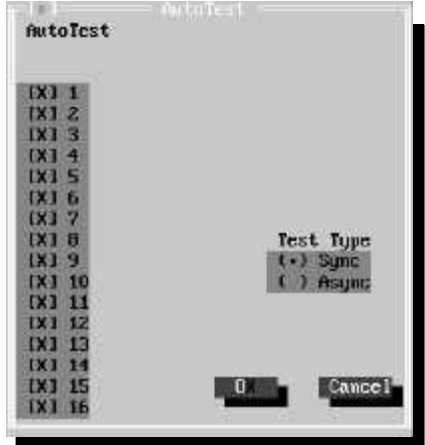 AutoTest
AutoTest
[X] 1
[X] 2
[X] 3
[X] 4
[X] 5
[X] 6
[X] 7
[X] 8
[X] 9
[X] 10
[X] 11
[X] 12
[X] 13
[X] 14
[X] 15
[X] 16
Test Type
(•) Sync
( ) Async
OK
Cancel